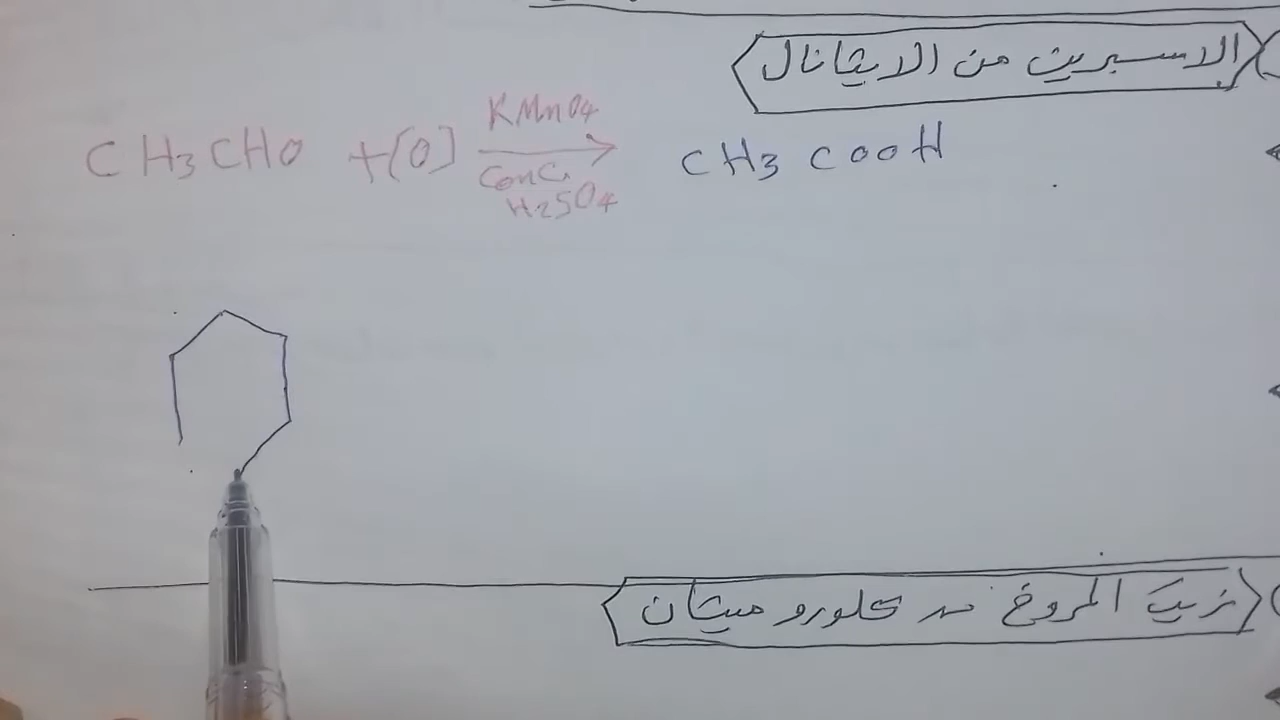 الاسبرين من الايثانال
CH3CHO +[O] KMnO4 CH3COOH
Conc.
H2SO4
زيت المروخ من كلورو ميثان